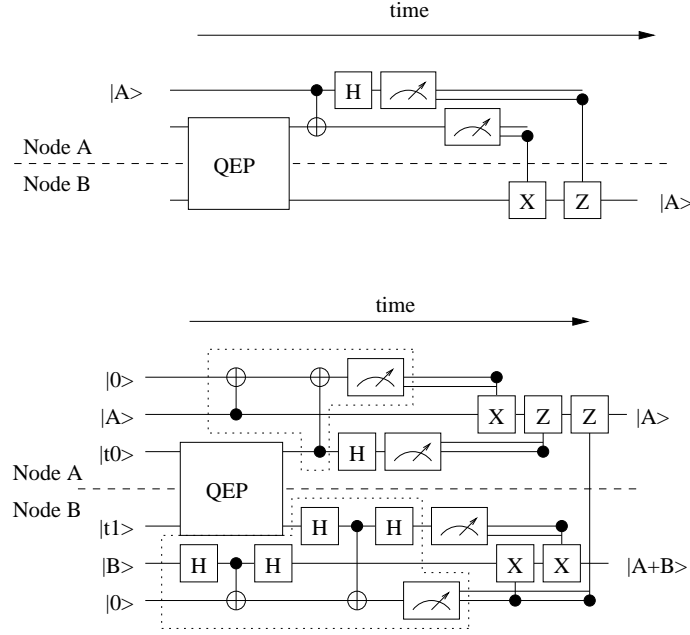 time
|A> H
Node A
QEP
Node B
X Z |A>
time
|0>
|A> X Z Z |A>
|t0> H
Node A
QEP
Node B
|t1> H H
|B> H H X X |A+B>
|0>